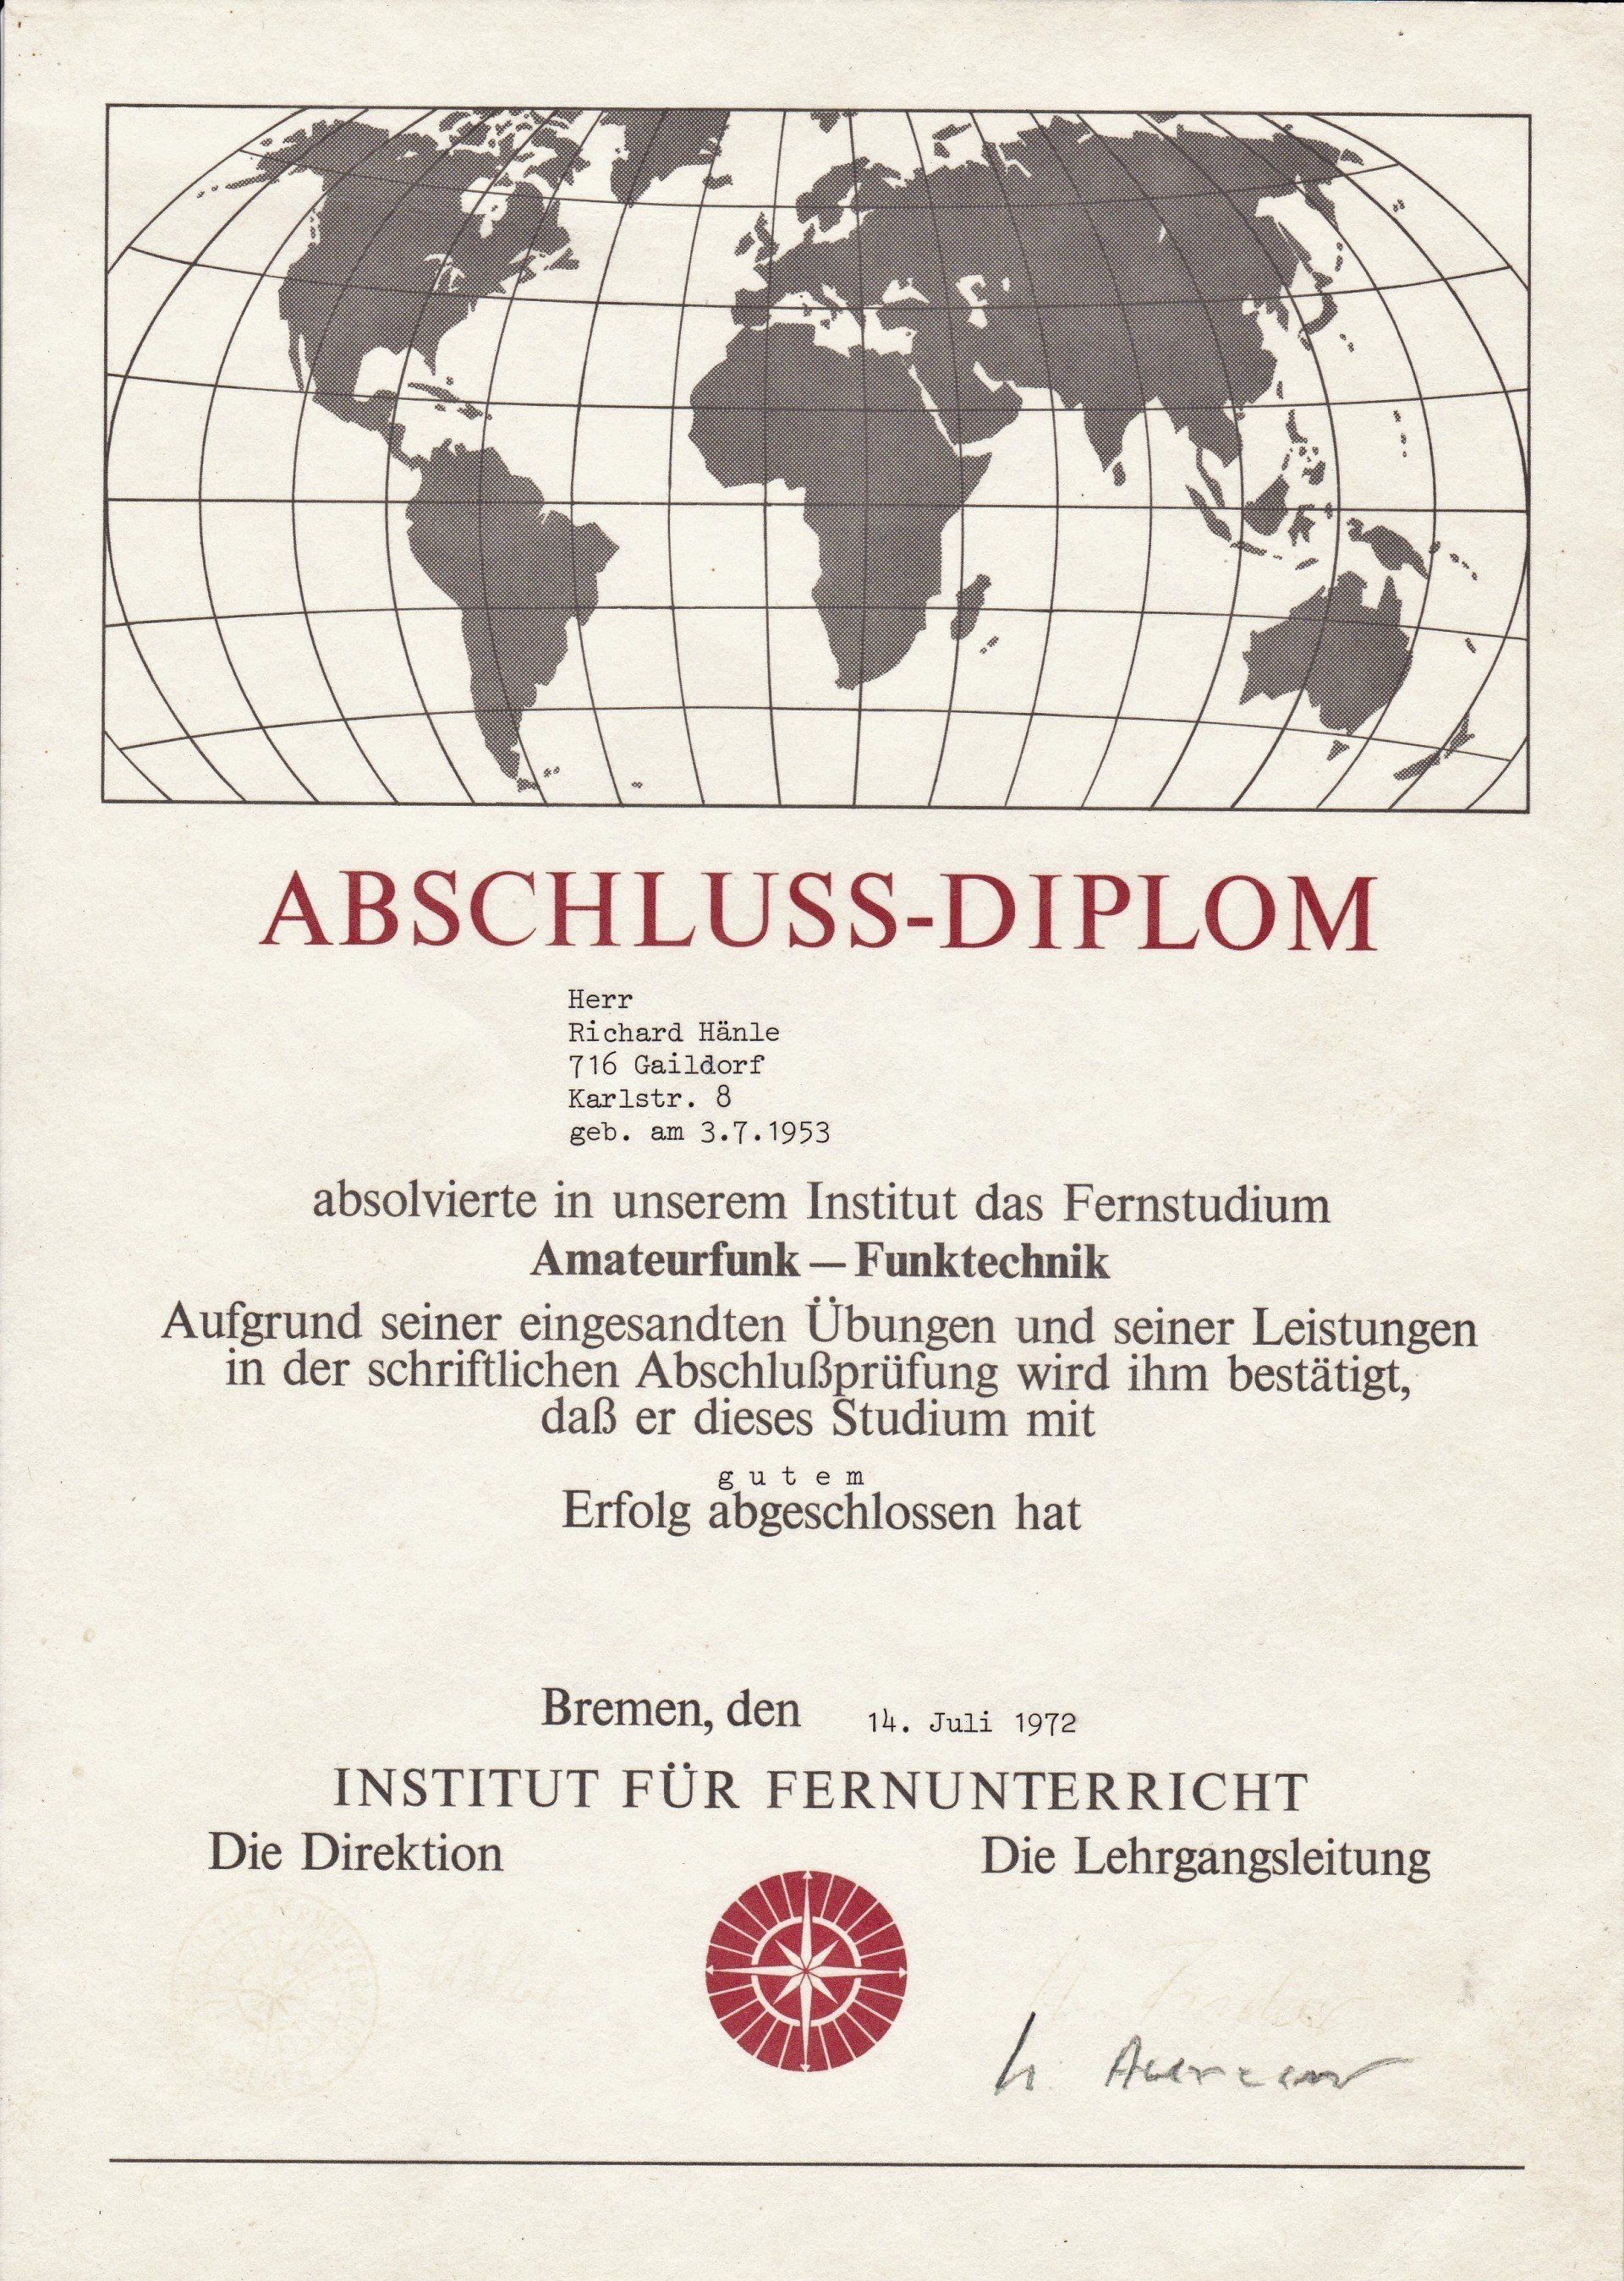 ABSCHLUSS-DIPLOM
Herr
Richard Hänle
716 Gaildorf
Karlstr. 8
geb. am 3.7.1953
absolvierte in unserem Institut das Fernstudium
Amateurfunk — Funktechnik
Aufgrund seiner eingesandten Übungen und seiner Leistungen
in der schriftlichen Abschlußprüfung wird ihm bestätigt,
daß er dieses Studium mit
g u t e m
Erfolg abgeschlossen hat
Bremen, den 14. Juli 1972
INSTITUT FÜR FERNUNTERRICHT
Die Direktion
Die Lehrgangsleitung